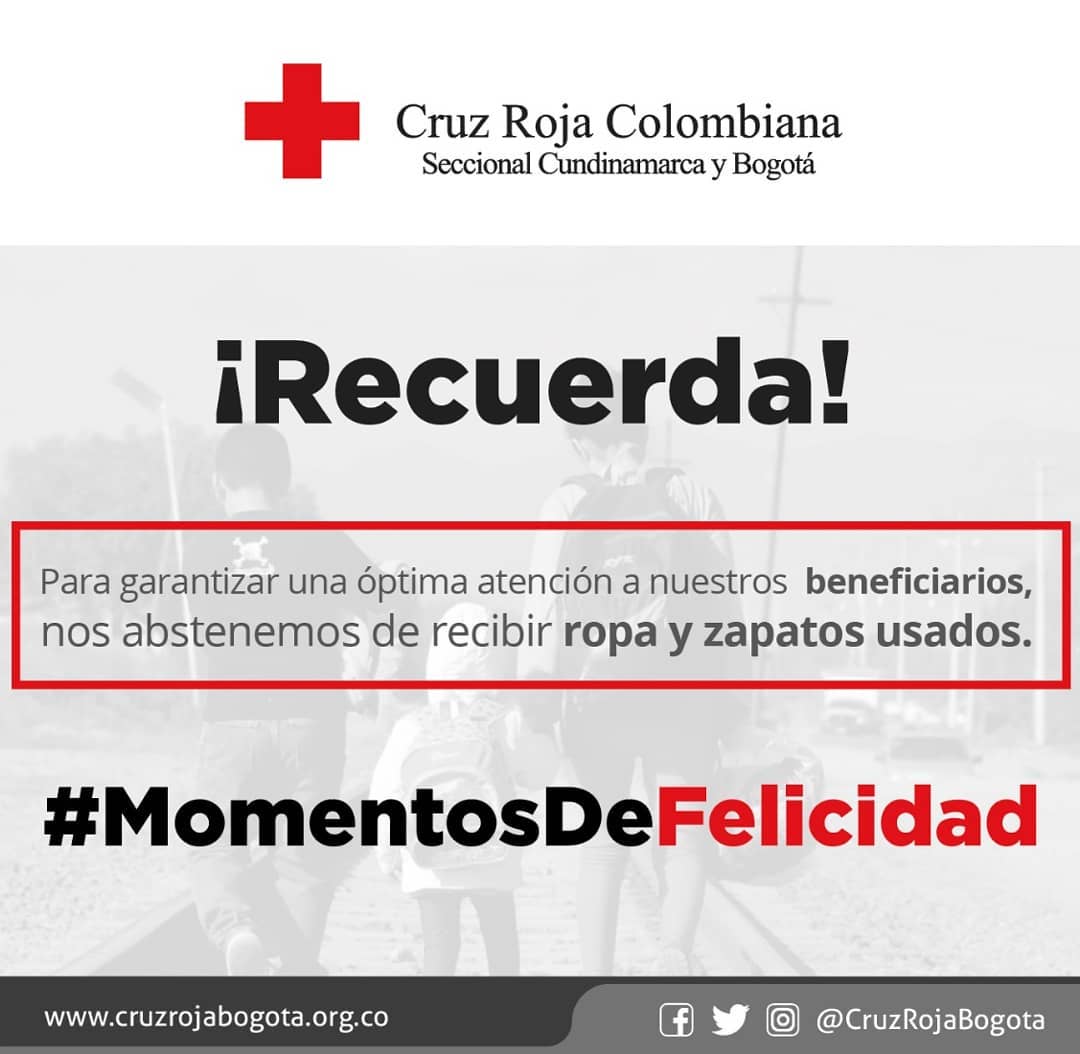 Cruz Roja Colombiana
Seccional Cundinamarca y Bogotá
¡Recuerda!
Para garantizar una óptima atención a nuestros beneficiarios,
nos abstenemos de recibir ropa y zapatos usados.
#MomentosDeFelicidad
www.cruzrojabogota.org.co
@CruzRojaBogota